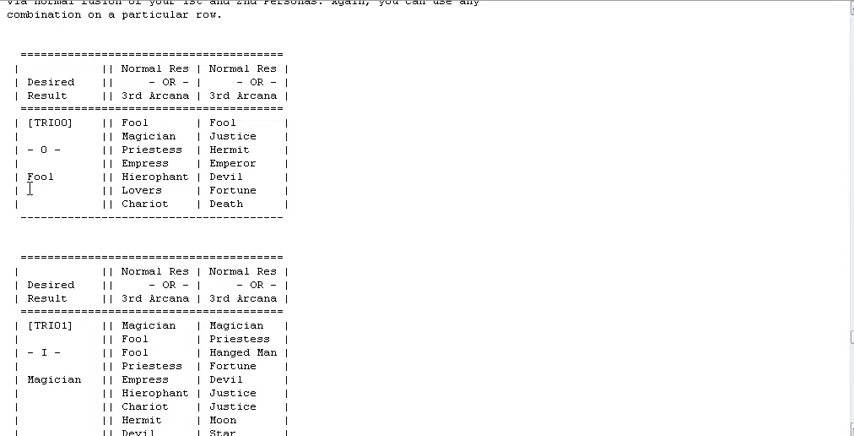 via normal fusion of your 1st and 2nd Personas. Again, you can use any
combination on a particular row.
=======================================
|            || Normal Res | Normal Res |
| Desired    ||    - OR - |    - OR - |
| Result     || 3rd Arcana | 3rd Arcana |
=======================================
| [TRI00]    || Fool       | Fool       |
|            || Magician   | Justice    |
| - 0 -      || Priestess  | Hermit     |
|            || Empress    | Emperor    |
| Fool       || Hierophant | Devil      |
|            || Lovers     | Fortune    |
|            || Chariot    | Death      |
---------------------------------------
=======================================
|            || Normal Res | Normal Res |
| Desired    ||    - OR - |    - OR - |
| Result     || 3rd Arcana | 3rd Arcana |
=======================================
| [TRI01]    || Magician   | Magician   |
|            || Fool       | Priestess  |
| - I -      || Fool       | Hanged Man |
|            || Priestess  | Fortune    |
| Magician   || Empress    | Devil      |
|            || Hierophant | Justice    |
|            || Chariot    | Justice    |
|            || Hermit     | Moon       |
|            || Devil      | Star       |